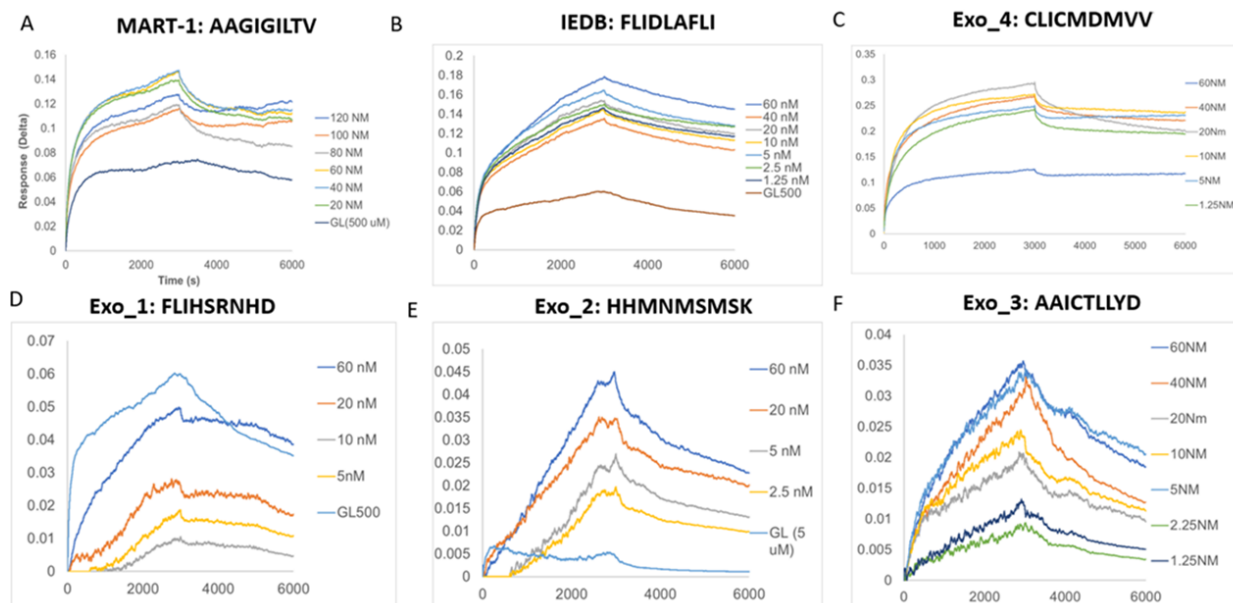 A
MART-1: AAGIGILTV
Response (Delta)
0.16
0.14
0.12
0.1
0.08
0.06
0.04
0.02
0
0
2000
4000
6000
Time (s)
120 NM
100 NM
80 NM
60 NM
40 NM
20 NM
GL(500 uM)
B
IEDB: FLIDLAFLI
0.2
0.18
0.16
0.14
0.12
0.1
0.08
0.06
0.04
0.02
0
0
2000
4000
6000
60 nM
40 nM
20 nM
10 nM
5 nM
2.5 nM
1.25 nM
GL500
C
Exo_4: CLICMDMVV
0.35
0.3
0.25
0.2
0.15
0.1
0.05
0
0
1000
2000
3000
4000
5000
6000
60NM
40NM
20Nm
10NM
5NM
1.25NM
D
Exo_1: FLIHSRNHD
0.07
0.06
0.05
0.04
0.03
0.02
0.01
0
0
2000
4000
6000
60 nM
20 nM
10 nM
5nM
GL500
E
Exo_2: HHMNMSMSK
0.05
0.045
0.04
0.035
0.03
0.025
0.02
0.015
0.01
0.005
0
0
2000
4000
6000
60 nM
20 nM
5 nM
2.5 nM
GL (5
uM)
F
Exo_3: AAICTLLYD
0.04
0.035
0.03
0.025
0.02
0.015
0.01
0.005
0
0
2000
4000
6000
60NM
40NM
20Nm
10NM
5NM
2.25NM
1.25NM